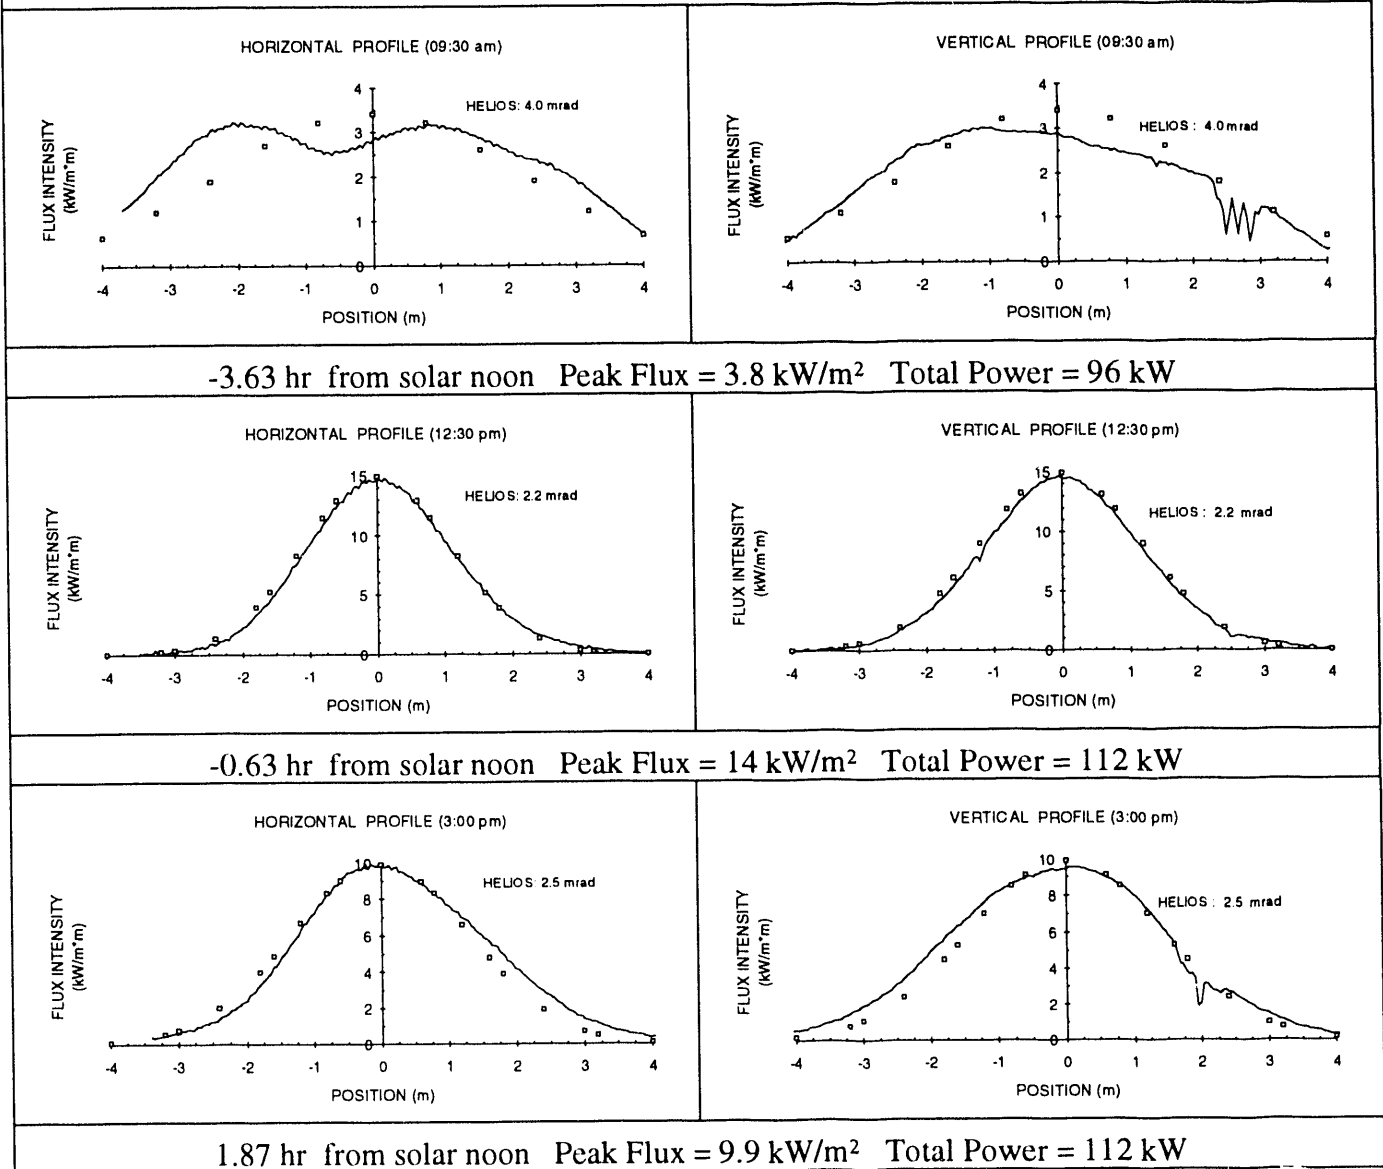 HORIZONTAL PROFILE (09:30 am)
FLUX INTENSITY
(kW/m*m)
HELIOS: 4.0 mrad
4
3
2
1
0
-4 -3 -2 -1 0 1 2 3 4
POSITION (m)
VERTICAL PROFILE (09:30 am)
FLUX INTENSITY
(kW/m*m)
HELIOS : 4.0 mrad
4
3
2
1
0
-4 -3 -2 -1 0 1 2 3 4
POSITION (m)
-3.63 hr from solar noon Peak Flux = 3.8 kW/m² Total Power = 96 kW
HORIZONTAL PROFILE (12:30 pm)
FLUX INTENSITY
(kW/m*m)
HELIOS: 2.2 mrad
15
10
5
0
-4 -3 -2 -1 0 1 2 3 4
POSITION (m)
VERTICAL PROFILE (12:30 pm)
FLUX INTENSITY
(kW/m*m)
HELIOS : 2.2 mrad
15
10
5
0
-4 -3 -2 -1 0 1 2 3 4
POSITION (m)
-0.63 hr from solar noon Peak Flux = 14 kW/m² Total Power = 112 kW
HORIZONTAL PROFILE (3:00 pm)
FLUX INTENSITY
(kW/m*m)
HELIOS: 2.5 mrad
10
8
6
4
2
0
-4 -3 -2 -1 0 1 2 3 4
POSITION (m)
VERTICAL PROFILE (3:00 pm)
FLUX INTENSITY
(kW/m*m)
HELIOS : 2.5 mrad
10
8
6
4
2
0
-4 -3 -2 -1 0 1 2 3 4
POSITION (m)
1.87 hr from solar noon Peak Flux = 9.9 kW/m² Total Power = 112 kW